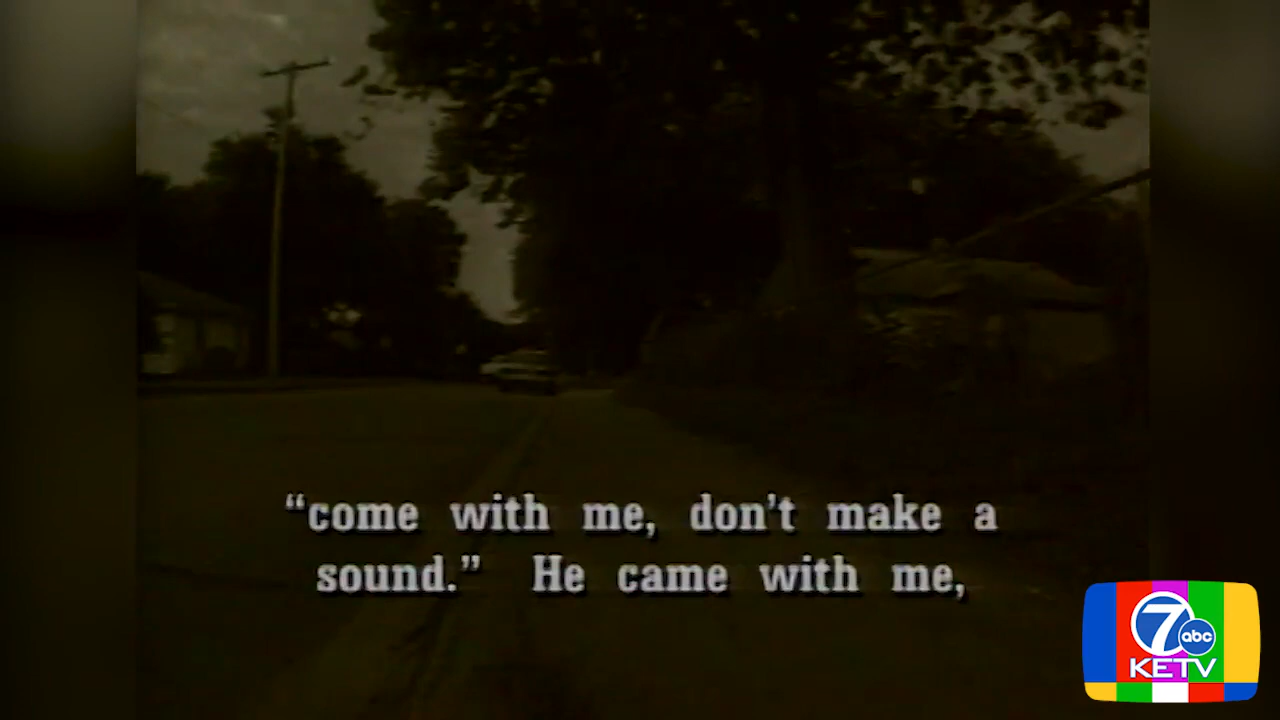 “come with me, don’t make a
sound.” He came with me,
7
abc
KETV